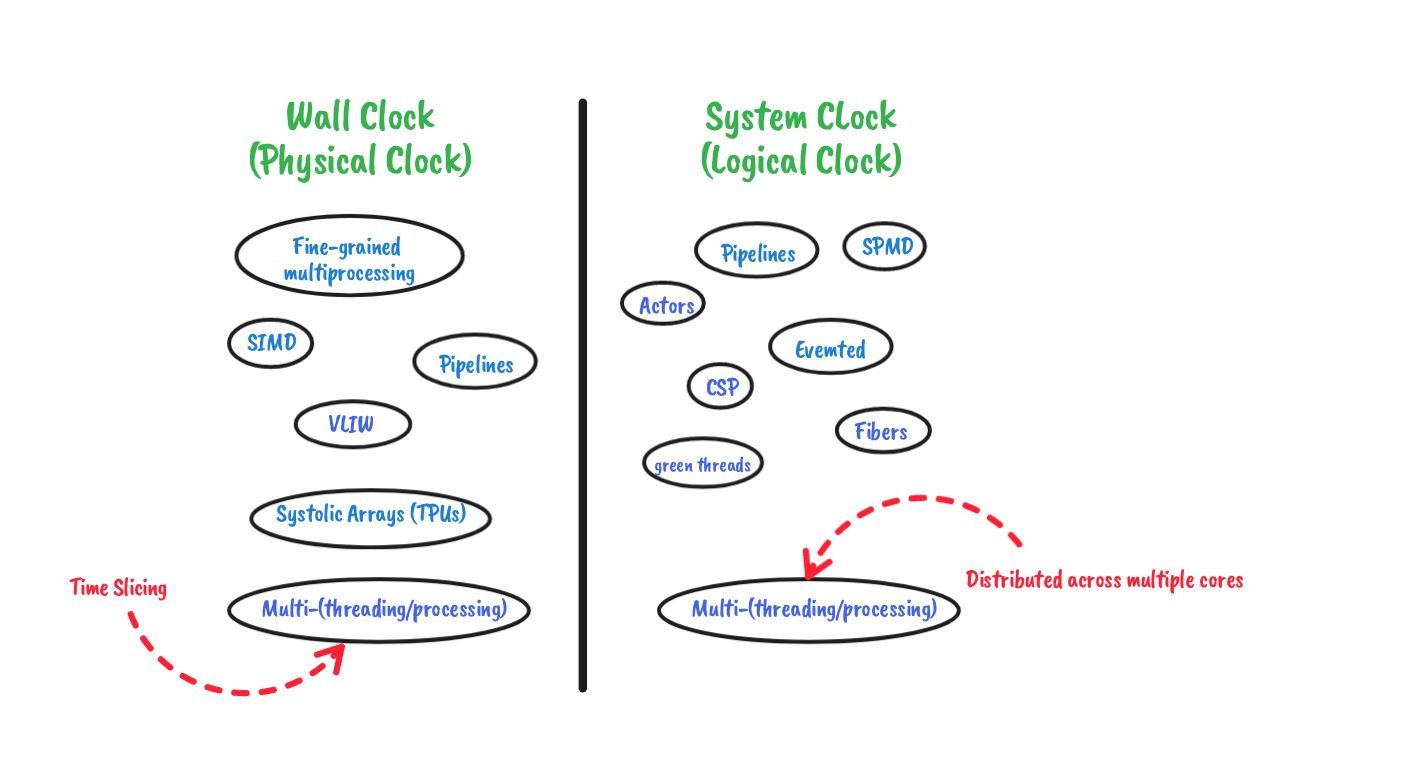 Wall Clock
(Physical Clock)
Fine-grained
multiprocessing
SIMD
Pipelines
VLIW
Systolic Arrays (TPUs)
Time Slicing
Multi-(threading/processing)
System CLock
(Logical Clock)
Pipelines
SPMD
Actors
Evemted
CSP
Fibers
green threads
Distributed across multiple cores
Multi-(threading/processing)